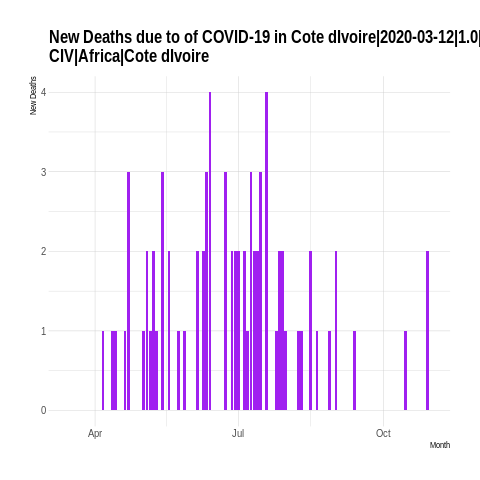 New Deaths due to of COVID-19 in Cote dIvoire|2020-03-12|1.0|
CIV|Africa|Cote dIvoire
New Deaths
4
3
2
1
0
Apr
Jul
Oct
Month